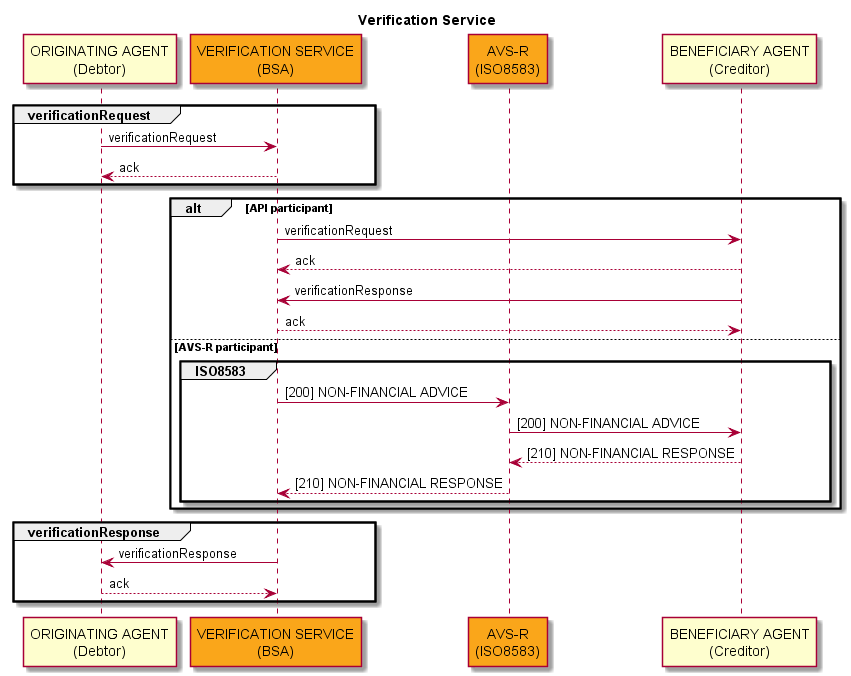 Verification Service
ORIGINATING AGENT
(Debtor)
VERIFICATION SERVICE
(BSA)
AVS-R
(ISO8583)
BENEFICIARY AGENT
(Creditor)
verificationRequest
verificationRequest
ack
alt [API participant]
verificationRequest
ack
verificationResponse
ack
[AVS-R participant]
ISO8583
[200] NON-FINANCIAL ADVICE
[200] NON-FINANCIAL ADVICE
[210] NON-FINANCIAL RESPONSE
[210] NON-FINANCIAL RESPONSE
verificationResponse
verificationResponse
ack
ORIGINATING AGENT
(Debtor)
VERIFICATION SERVICE
(BSA)
AVS-R
(ISO8583)
BENEFICIARY AGENT
(Creditor)